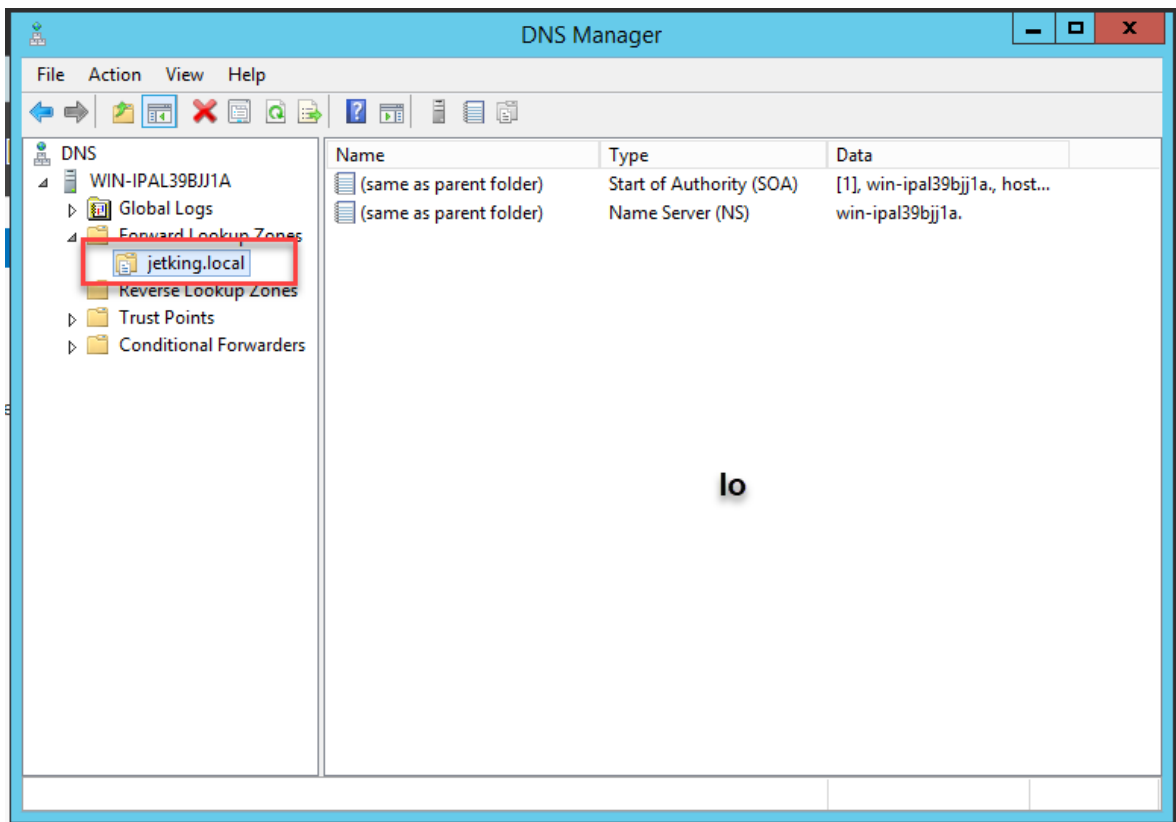 DNS Manager
File Action View Help
DNS
WIN-IPAL39BJJ1A
Global Logs
Forward Lookup Zones
jetking.local
Reverse Lookup Zones
Trust Points
Conditional Forwarders
Name Type Data
(same as parent folder) Start of Authority (SOA) [1], win-ipal39bjj1a., host...
(same as parent folder) Name Server (NS) win-ipal39bjj1a.
lo